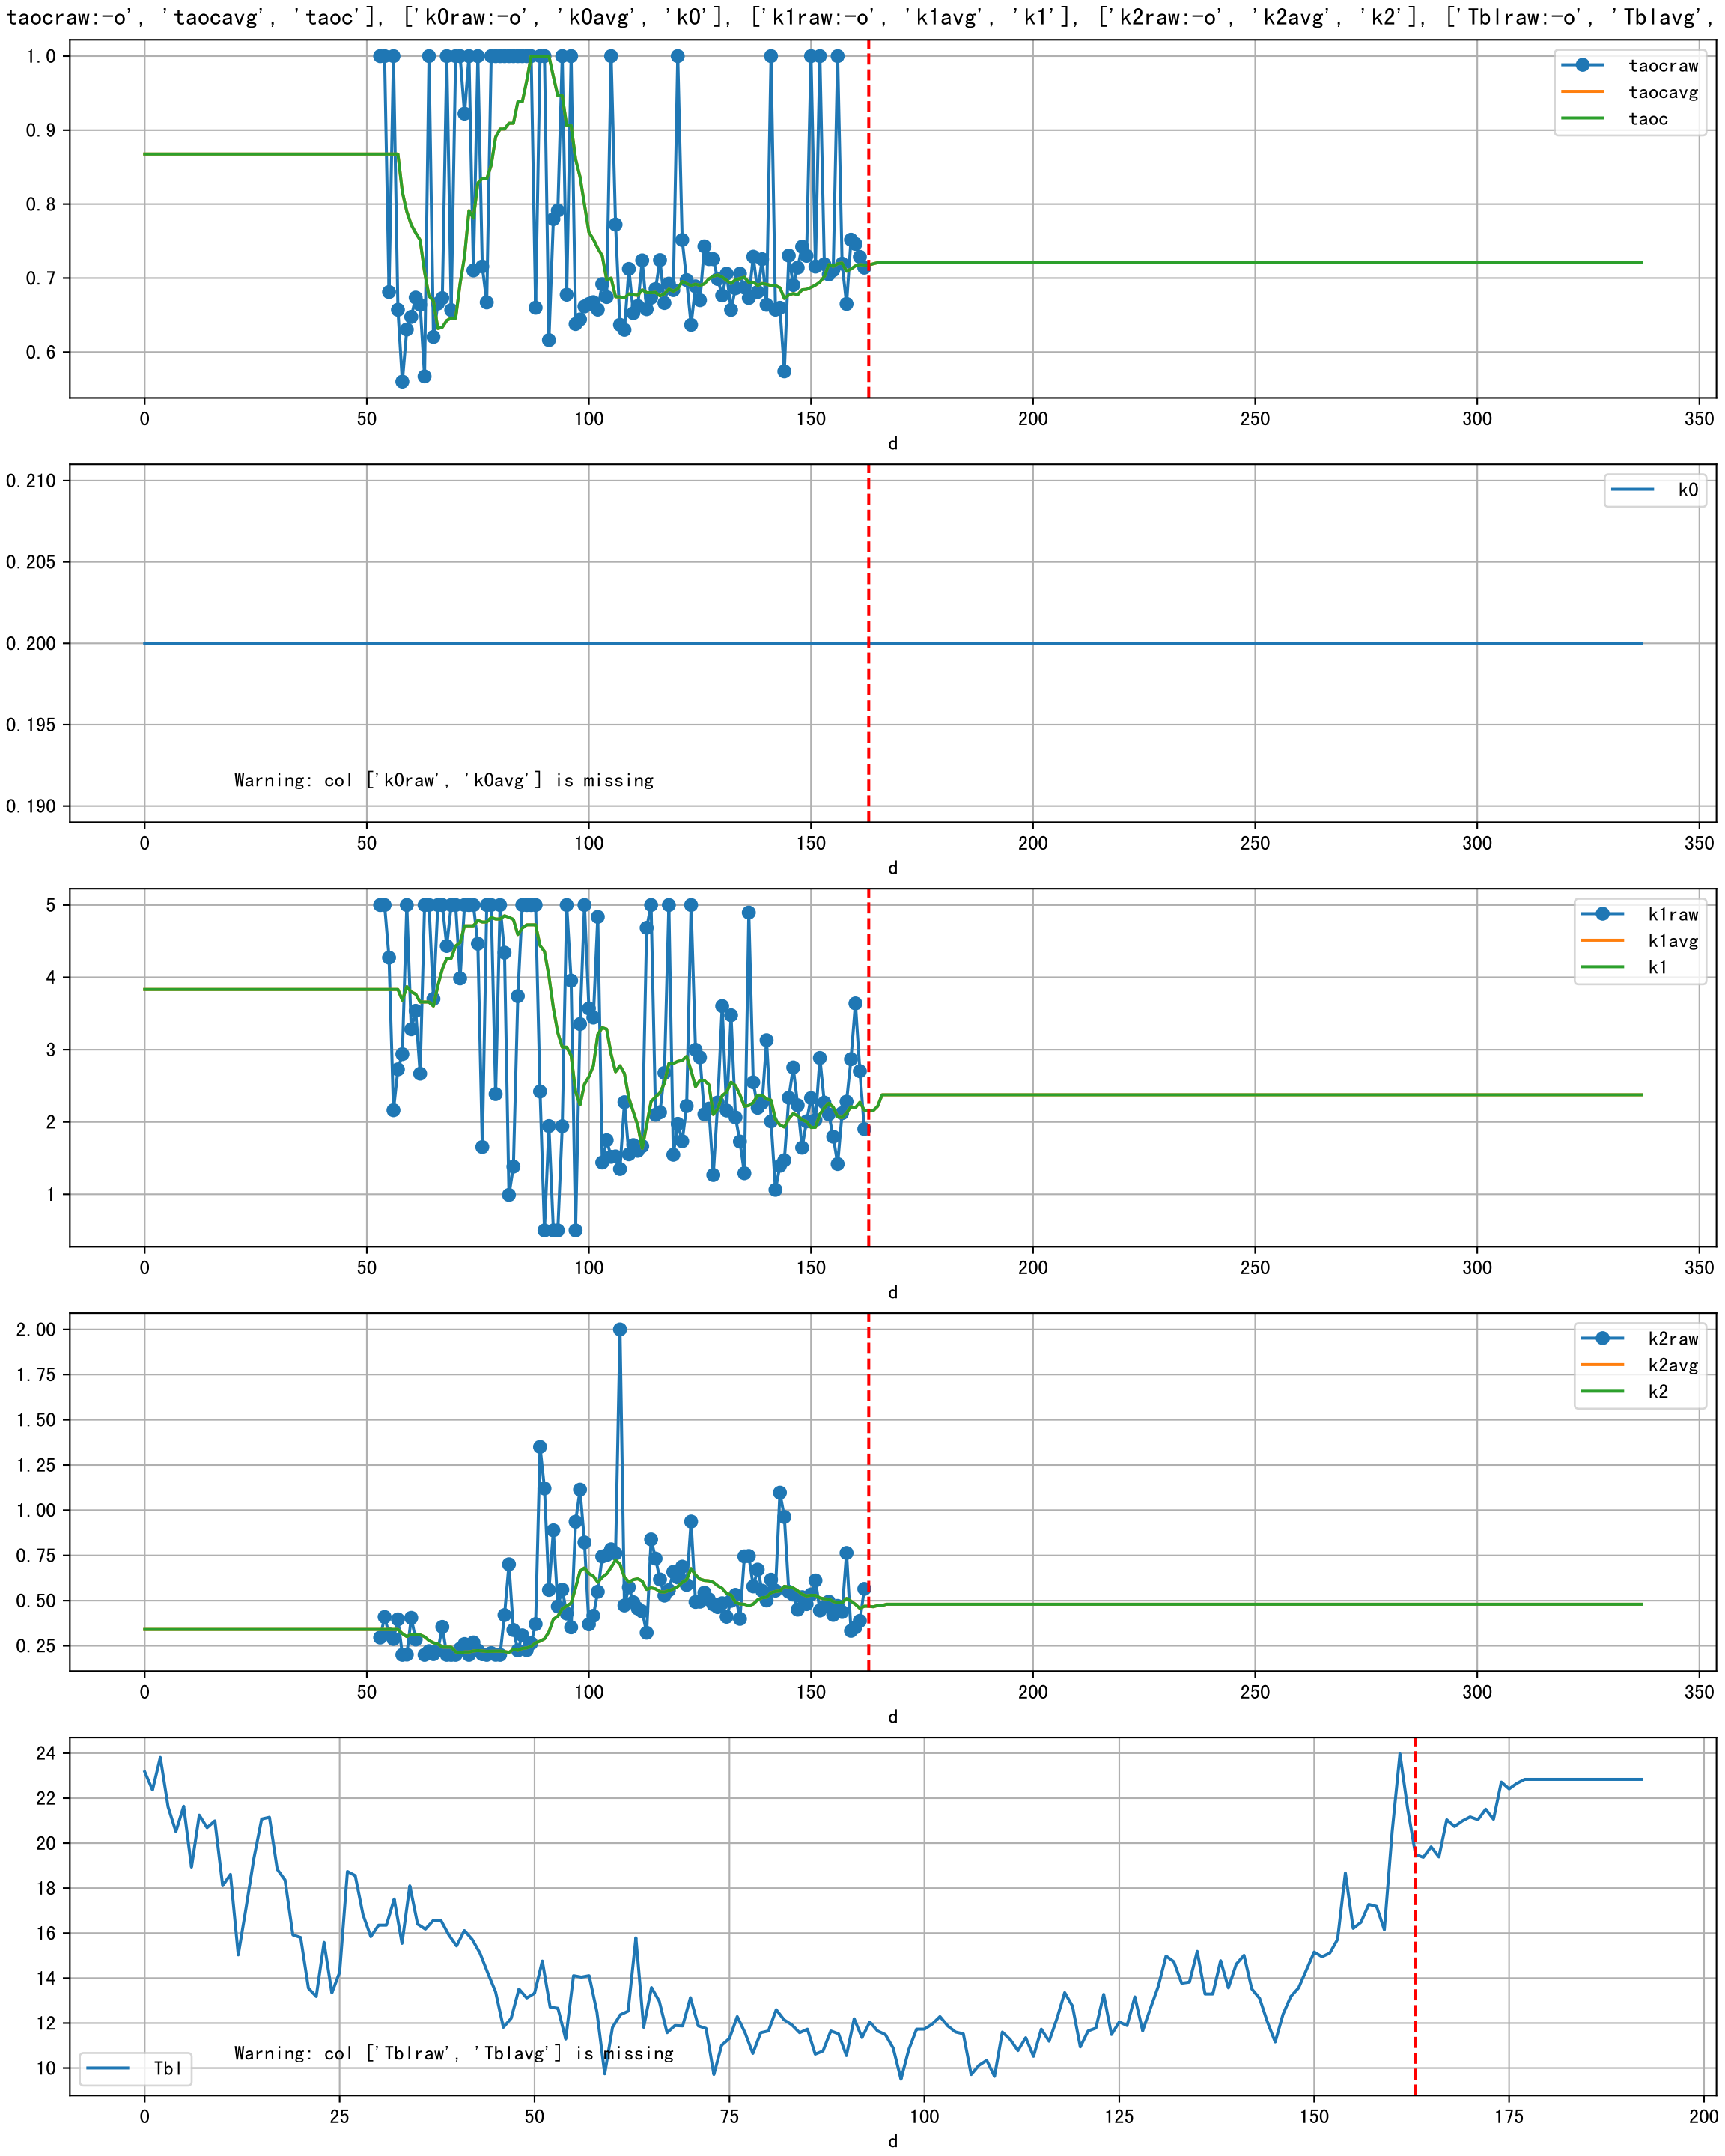 taocraw:-o', 'taocavg', 'taoc'], ['k0raw:-o', 'k0avg', 'k0'], ['k1raw:-o', 'k1avg', 'k1'], ['k2raw:-o', 'k2avg', 'k2'], ['Tblraw:-o', 'Tblavg',
1.0
0.9
0.8
0.7
0.6
taocraw
taocavg
taoc
0 50 100 150 200 250 300 350
d
0.210
0.205
0.200
0.195
0.190
k0
Warning: col ['k0raw', 'k0avg'] is missing
0 50 100 150 200 250 300 350
d
5
4
3
2
1
k1raw
k1avg
k1
0 50 100 150 200 250 300 350
d
2.00
1.75
1.50
1.25
1.00
0.75
0.50
0.25
k2raw
k2avg
k2
0 50 100 150 200 250 300 350
d
24
22
20
18
16
14
12
10
Warning: col ['Tblraw', 'Tblavg'] is missing
Tbl
0 25 50 75 100 125 150 175 200
d